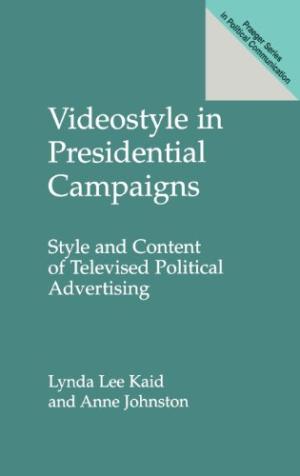 Praeger Series
in Political Communication
Videostyle in
Presidential
Campaigns
Style and Content
of Televised Political
Advertising
Lynda Lee Kaid
and Anne Johnston